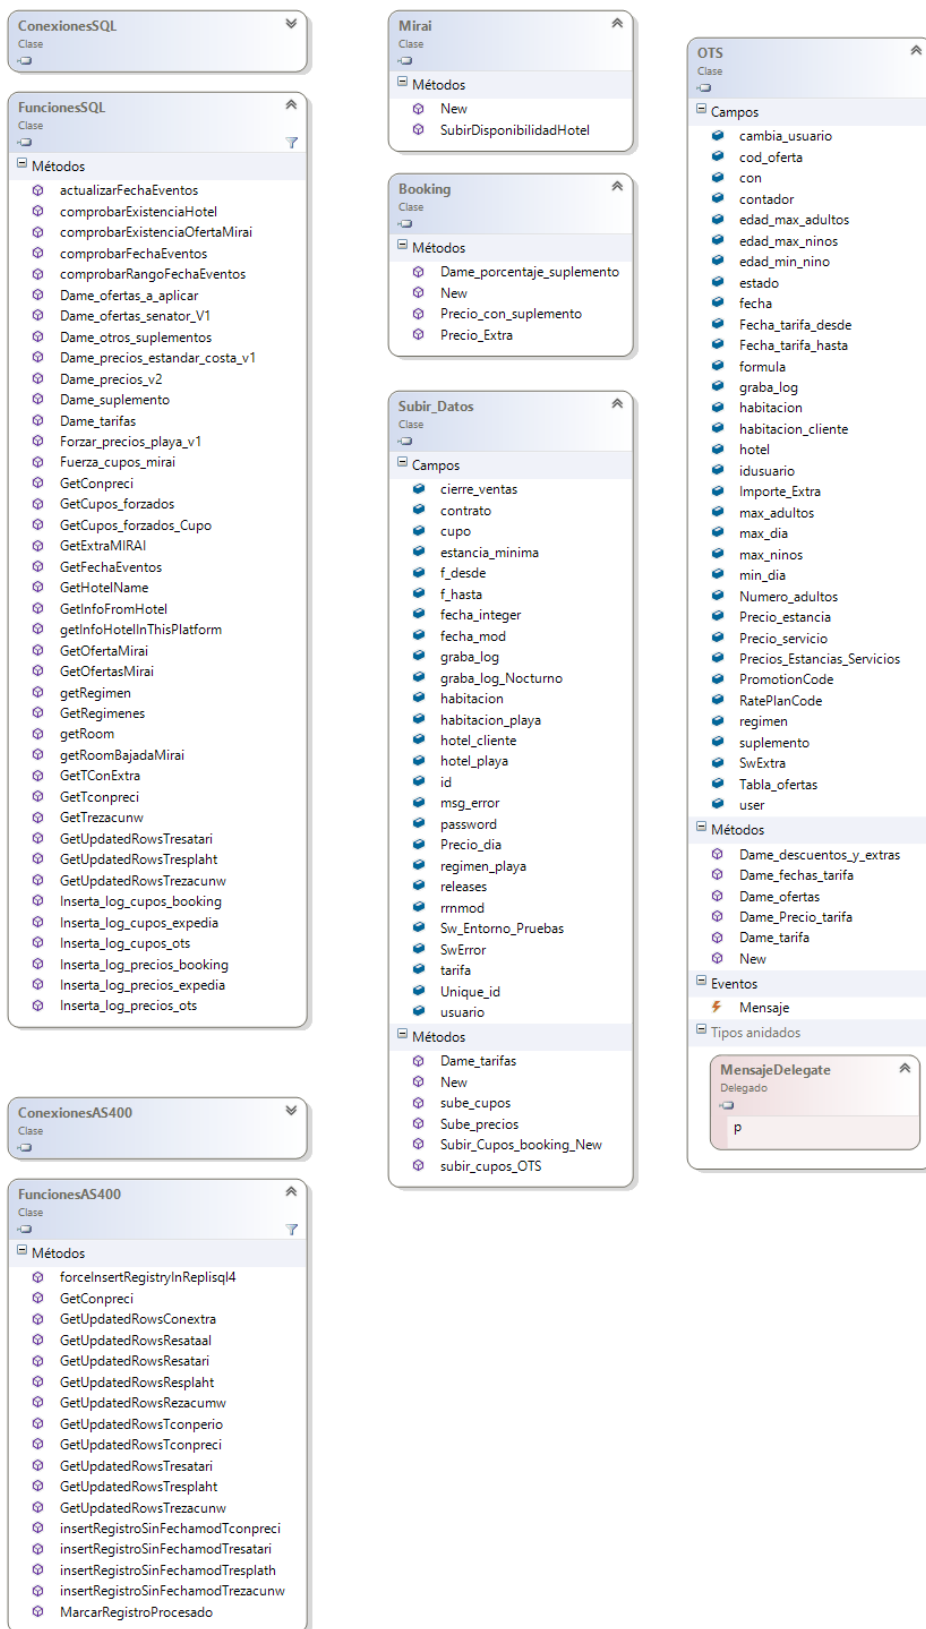 ConexionesSQL
Clase
FuncionesSQL
Clase
Métodos
actualizarFechaEventos
comprobarExistenciaHotel
comprobarExistenciaOfertaMirai
comprobarFechaEventos
comprobarRangoFechaEventos
Dame_ofertas_a_aplicar
Dame_ofertas_senator_V1
Dame_otros_suplementos
Dame_precios_estandar_costa_v1
Dame_precios_v2
Dame_suplemento
Dame_tarifas
Forzar_precios_playa_v1
Fuerza_cupos_mirai
GetConpreci
GetCupos_forzados
GetCupos_forzados_Cupo
GetExtraMIRAI
GetFechaEventos
GetHotelName
GetInfoFromHotel
getInfoHotelInThisPlatform
GetOfertaMirai
GetOfertasMirai
getRegimen
GetRegimenes
getRoom
getRoomBajadaMirai
GetTConExtra
GetTconpreci
GetTrezacunw
GetUpdatedRowsTresatari
GetUpdatedRowsTresplaht
GetUpdatedRowsTrezacunw
Inserta_log_cupos_booking
Inserta_log_cupos_expedia
Inserta_log_cupos_ots
Inserta_log_precios_booking
Inserta_log_precios_expedia
Inserta_log_precios_ots
ConexionesAS400
Clase
FuncionesAS400
Clase
Métodos
forceInsertRegistryInReplisql4
GetConpreci
GetUpdatedRowsConextra
GetUpdatedRowsResataal
GetUpdatedRowsResatari
GetUpdatedRowsResplaht
GetUpdatedRowsRezacumw
GetUpdatedRowsTconperio
GetUpdatedRowsTconpreci
GetUpdatedRowsTresatari
GetUpdatedRowsTresplaht
GetUpdatedRowsTrezacunw
insertRegistroSinFechamodTconpreci
insertRegistroSinFechamodTresatari
insertRegistroSinFechamodTresplath
insertRegistroSinFechamodTrezacunw
MarcarRegistroProcesado
Mirai
Clase
Métodos
New
SubirDisponibilidadHotel
Booking
Clase
Métodos
Dame_porcentaje_suplemento
New
Precio_con_suplemento
Precio_Extra
Subir_Datos
Clase
Campos
cierre_ventas
contrato
cupo
estancia_minima
f_desde
f_hasta
fecha_integer
fecha_mod
graba_log
graba_log_Nocturno
habitacion
habitacion_playa
hotel_cliente
hotel_playa
id
msg_error
password
Precio_dia
regimen_playa
releases
rrnmod
Sw_Entorno_Pruebas
SwError
tarifa
Unique_id
usuario
Métodos
Dame_tarifas
New
sube_cupos
Sube_precios
Subir_Cupos_booking_New
subir_cupos_OTS
OTS
Clase
Campos
cambia_usuario
cod_oferta
con
contador
edad_max_adultos
edad_max_ninos
edad_min_nino
estado
fecha
Fecha_tarifa_desde
Fecha_tarifa_hasta
formula
graba_log
habitacion
habitacion_cliente
hotel
idusuario
Importe_Extra
max_adultos
max_dia
max_ninos
min_dia
Numero_adultos
Precio_estancia
Precio_servicio
Precios_Estancias_Servicios
PromotionCode
RatePlanCode
regimen
suplemento
SwExtra
Tabla_ofertas
user
Métodos
Dame_descuentos_y_extras
Dame_fechas_tarifa
Dame_ofertas
Dame_Precio_tarifa
Dame_tarifa
New
Eventos
Mensaje
Tipos anidados
MensajeDelegate
Delegado
p